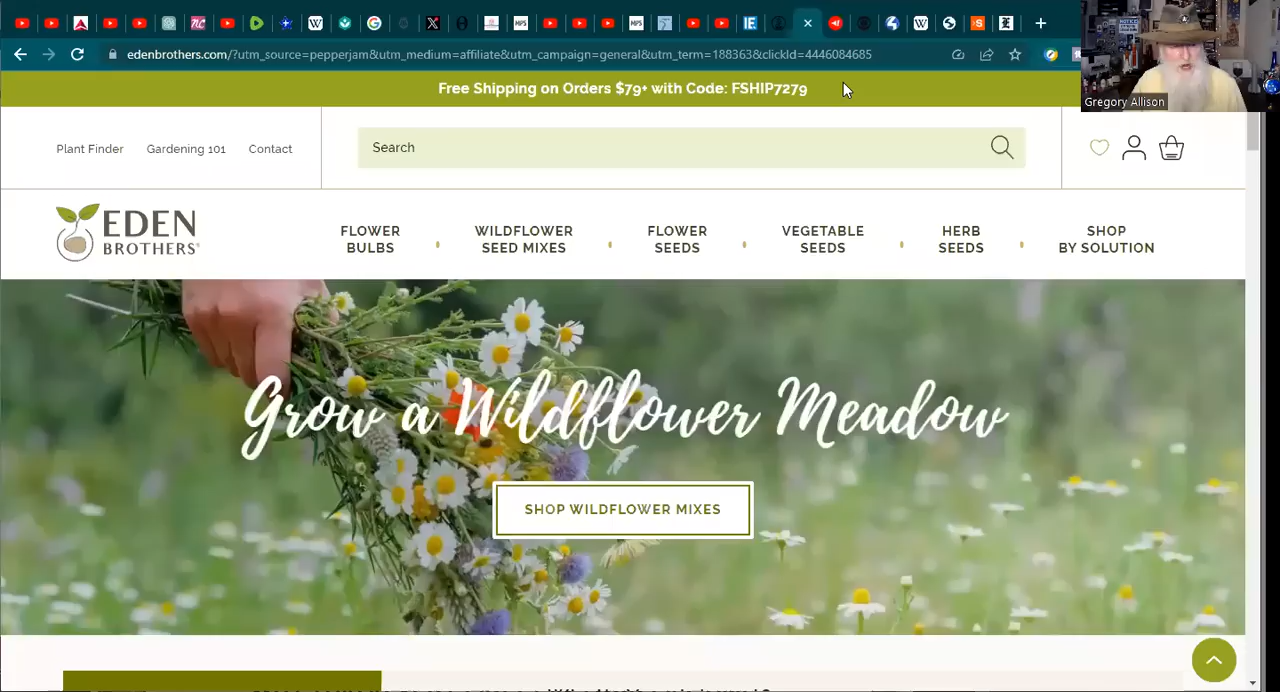 edenbrothers.com/?utm_source=pepperjam&utm_medium=affiliate&utm_campaign=general&utm_term=188363&clickId=4446084685
Free Shipping on Orders $79+ with Code: FSHIP7279
Gregory Allison
Plant Finder
Gardening 101
Contact
Search
EDEN
BROTHERS
FLOWER
BULBS
WILDFLOWER
SEED MIXES
FLOWER
SEEDS
VEGETABLE
SEEDS
HERB
SEEDS
SHOP
BY SOLUTION
Grow a Wildflower Meadow
SHOP WILDFLOWER MIXES